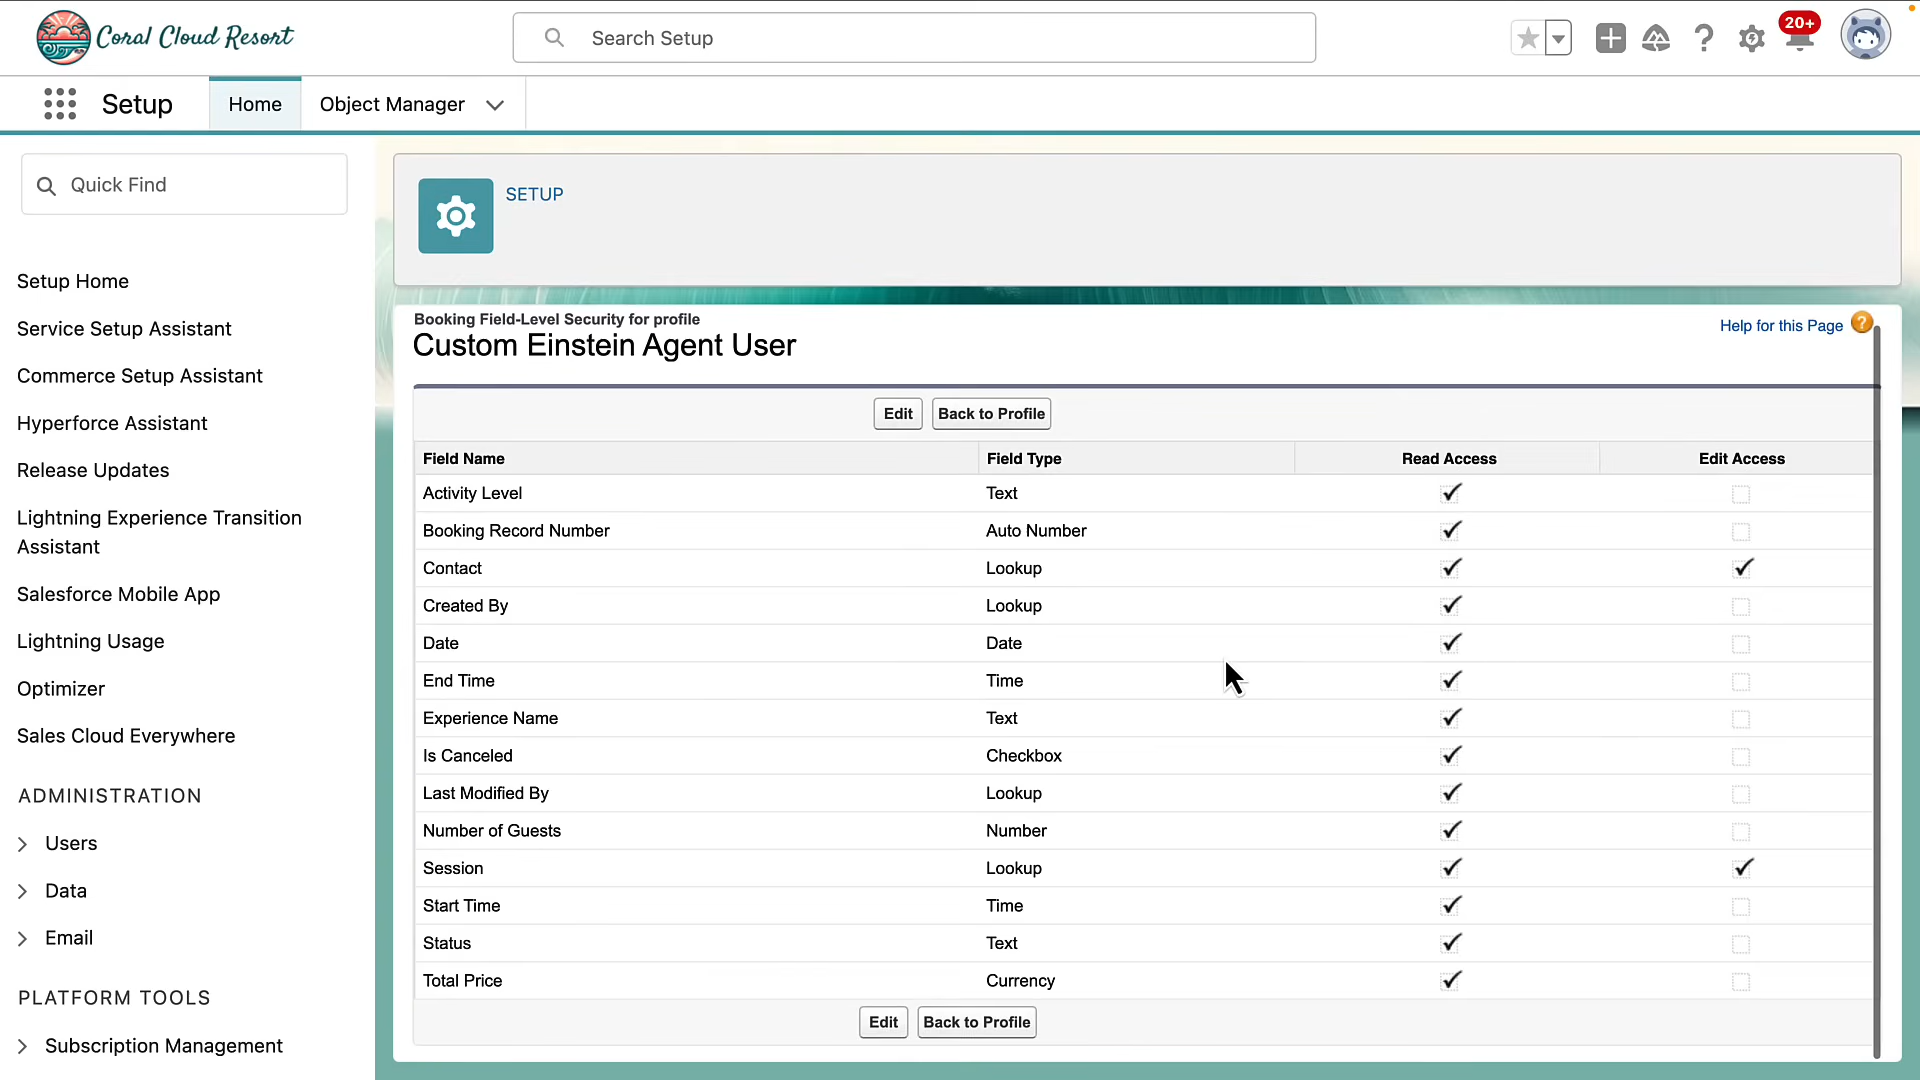 Coral Cloud Resort
Search Setup
20+
Setup
Home
Object Manager
Quick Find
Setup Home
Service Setup Assistant
Commerce Setup Assistant
Hyperforce Assistant
Release Updates
Lightning Experience Transition
Assistant
Salesforce Mobile App
Lightning Usage
Optimizer
Sales Cloud Everywhere
ADMINISTRATION
Users
Data
Email
PLATFORM TOOLS
Subscription Management
SETUP
Booking Field-Level Security for profile
Custom Einstein Agent User
Help for this Page ?
Edit Back to Profile
Field Name Field Type Read Access Edit Access
Activity Level Text
Booking Record Number Auto Number
Contact Lookup
Created By Lookup
Date Date
End Time Time
Experience Name Text
Is Canceled Checkbox
Last Modified By Lookup
Number of Guests Number
Session Lookup
Start Time Time
Status Text
Total Price Currency
Edit Back to Profile